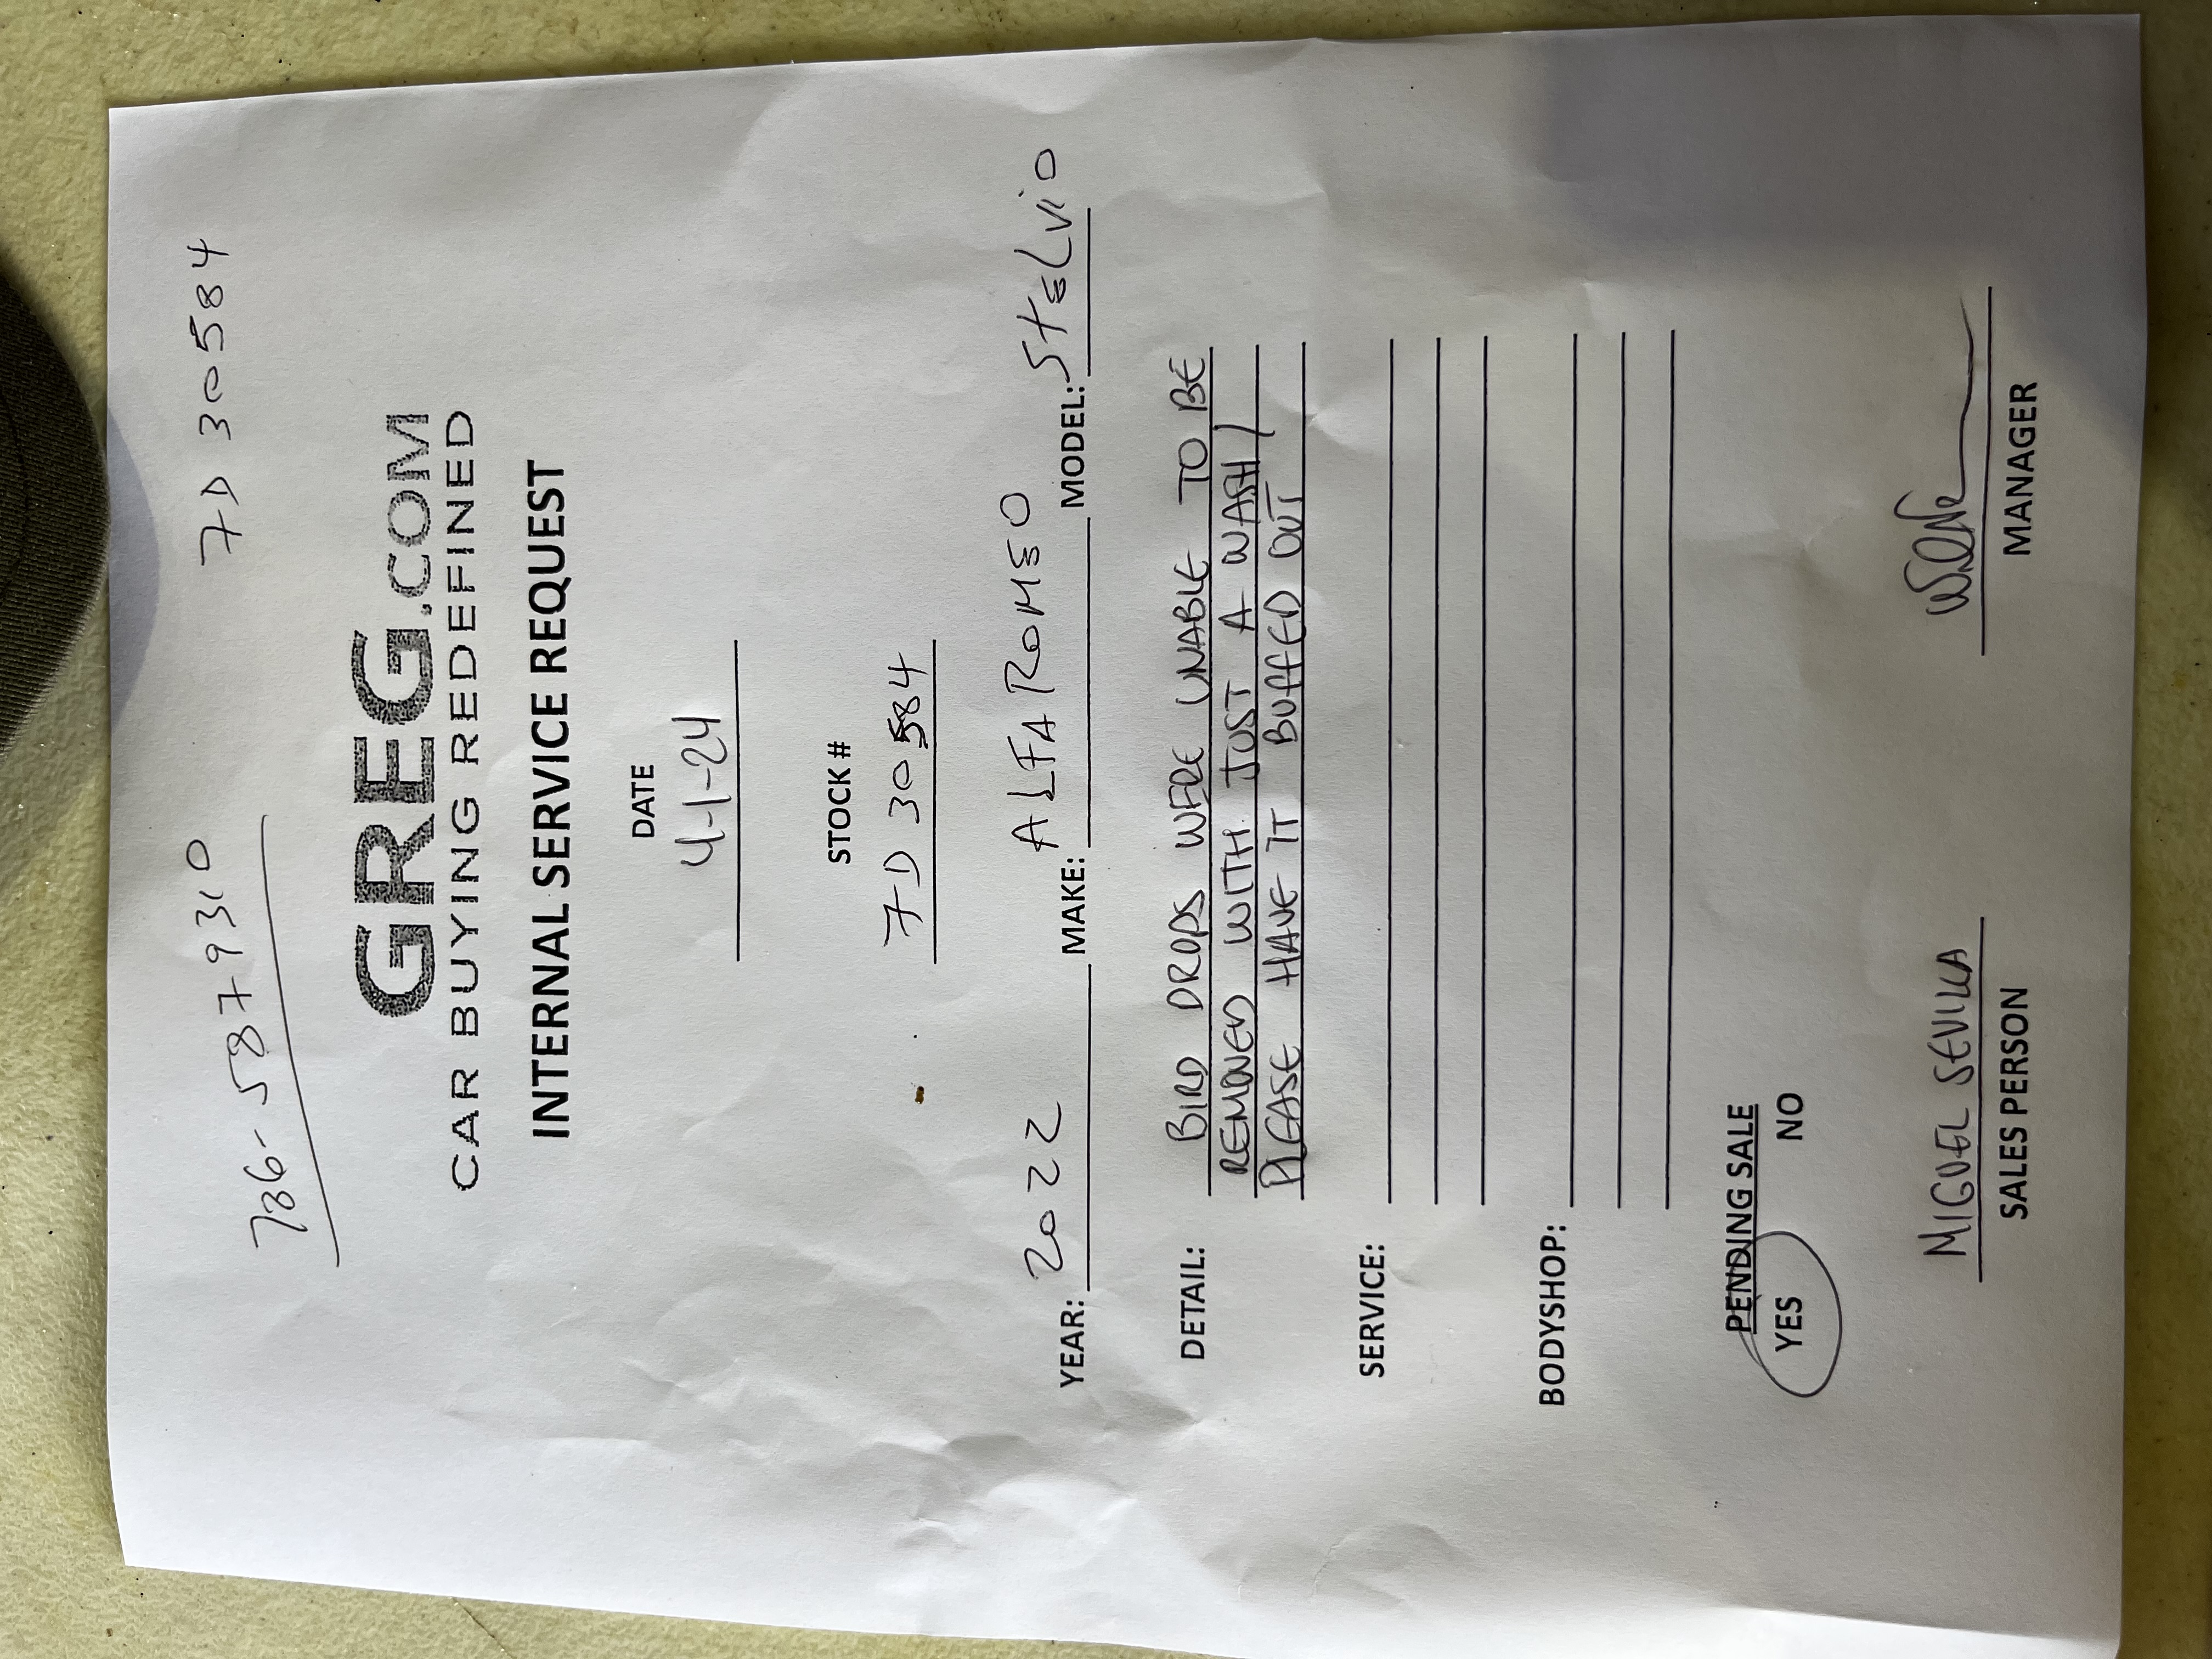 786-587 9310
7D 30584
GREG.COM
CAR BUYING REDEFINED
INTERNAL SERVICE REQUEST
DATE
4-1-24
STOCK #
7D 30584
YEAR: 2022 MAKE: ALFA ROMEO MODEL: StELViO
DETAIL: BIRD DROPS WERE UNABLE TO BE
REMOVED WITH JUST A WASH/
PLEASE HAVE IT BUFFED OUT
SERVICE:
BODYSHOP:
PENDING SALE
YES NO
MIGUEL SEVILLA
SALES PERSON MANAGER